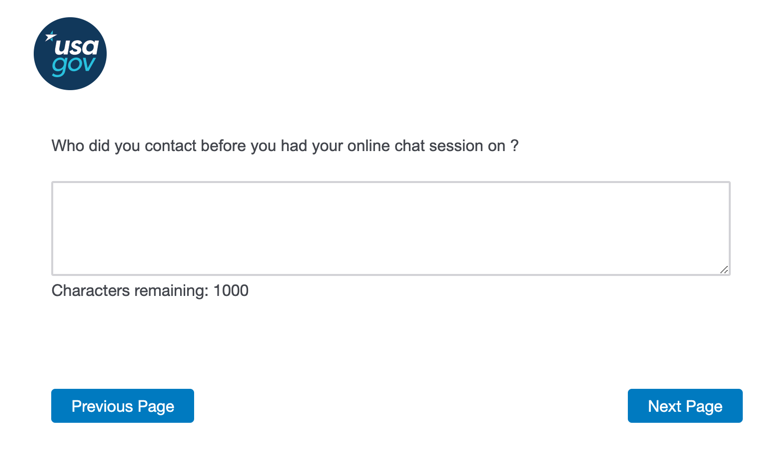 usa
gov
Who did you contact before you had your online chat session on ?
Characters remaining: 1000
Previous Page
Next Page